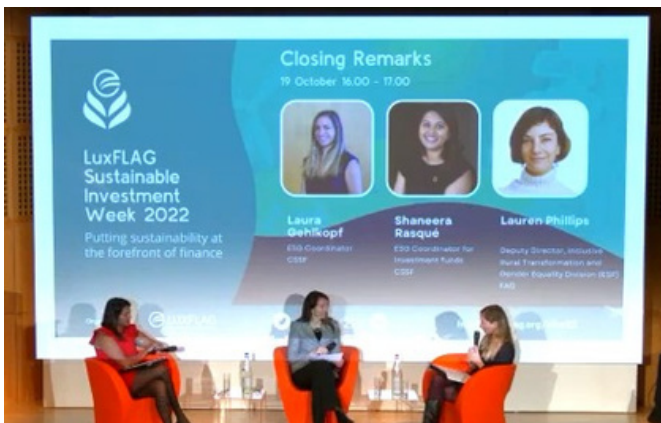 Closing Remarks
19 October 16.00 - 17.00
LuxFLAG
Sustainable
Investment
Week 2022
Putting sustainability at
the forefront of finance
Laura
Gehlkopf
ESG Coordinator
CSSF
Shaneera
Rasqué
ESG Coordinator for
Investment funds
CSSF
Lauren Phillips
Deputy Director, Inclusive
Rural Transformation and
Gender Equality Division (ESP)
FAO
LUXFLAG